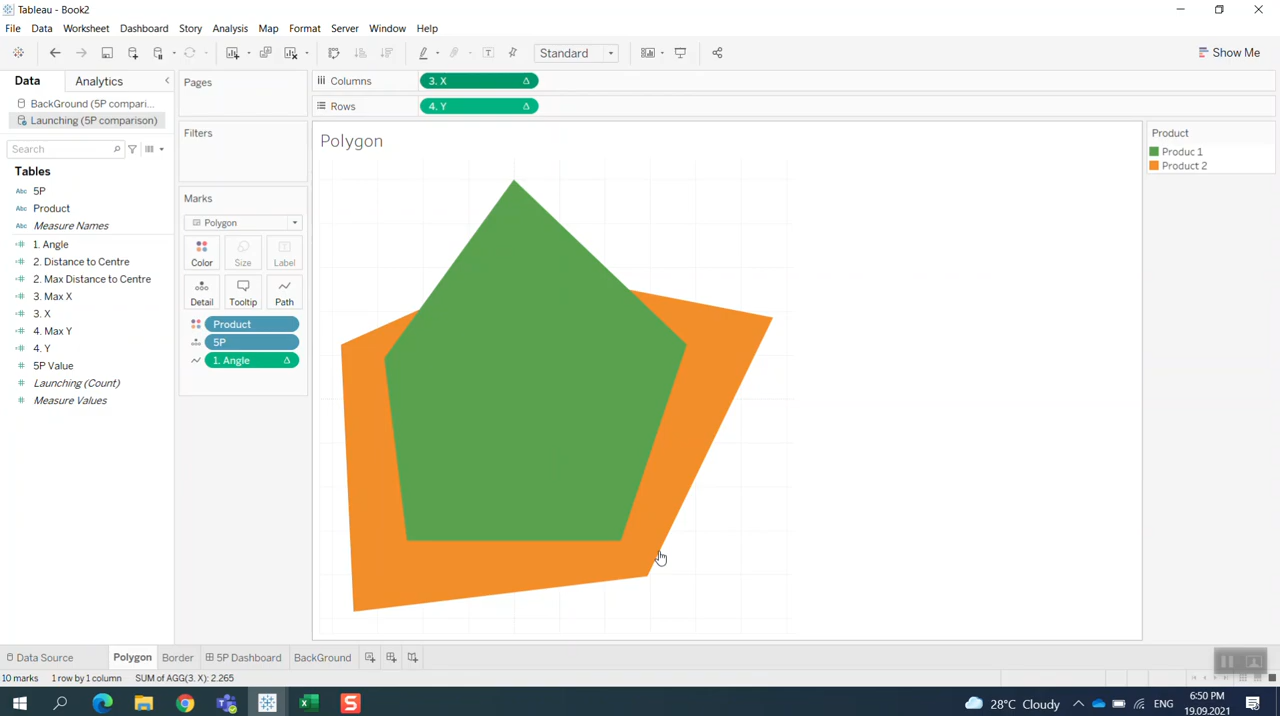 Tableau - Book2
File Data Worksheet Dashboard Story Analysis Map Format Server Window Help
Standard
Show Me
Data Analytics
BackGround (5P compari...
Launching (5P comparison)
Search
Tables
Abc 5P
Abc Product
Abc Measure Names
1. Angle
2. Distance to Centre
2. Max Distance to Centre
3. Max X
3. X
4. Max Y
4. Y
5P Value
Launching (Count)
Measure Values
Pages
Filters
Marks
Polygon
Color Size Label
Detail Tooltip Path
Product
5P
1. Angle
Columns 3. X
Rows 4. Y
Polygon
Product
Produc 1
Product 2
Data Source Polygon Border 5P Dashboard BackGround
10 marks 1 row by 1 column SUM of AGG(3. X): 2.265
28°C Cloudy ENG 6:50 PM
19.09.2021